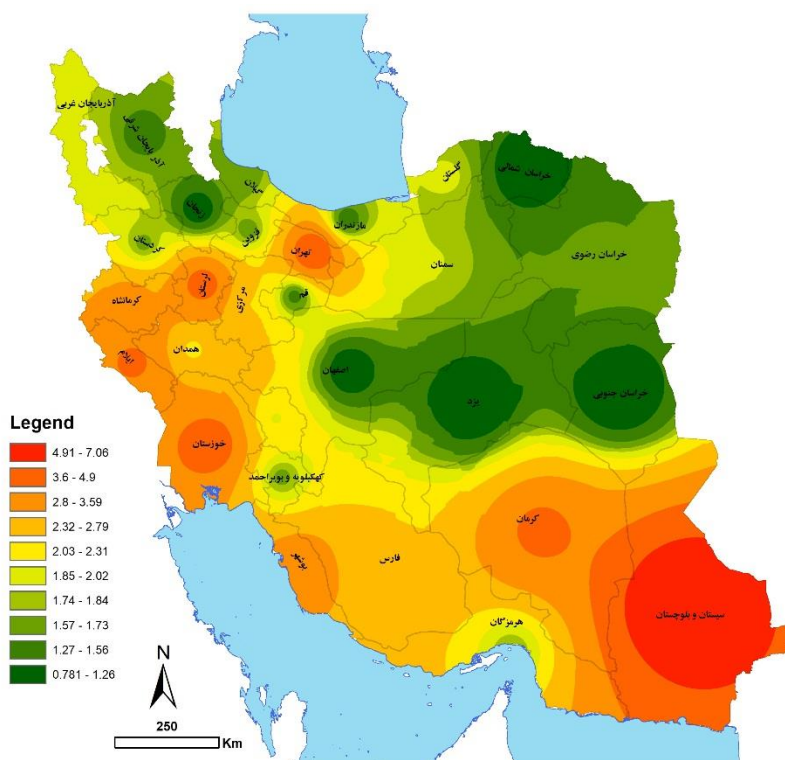 آذربایجان غربی
آذربایجان شرقی
گیلان
زنجان
کردستان
قزوین
مازندران
گلستان
خراسان شمالی
خراسان رضوی
سمنان
تهران
قم
مرکزی
لرستان
کرمانشاه
همدان
ایلام
اصفهان
یزد
خراسان جنوبی
خوزستان
کهکیلویه و بویراحمد
بوشهر
فارس
کرمان
هرمزگان
سیستان و بلوچستان
Legend
4.91 - 7.06
3.6 - 4.9
2.8 - 3.59
2.32 - 2.79
2.03 - 2.31
1.85 - 2.02
1.74 - 1.84
1.57 - 1.73
1.27 - 1.56
0.781 - 1.26
N
250
Km